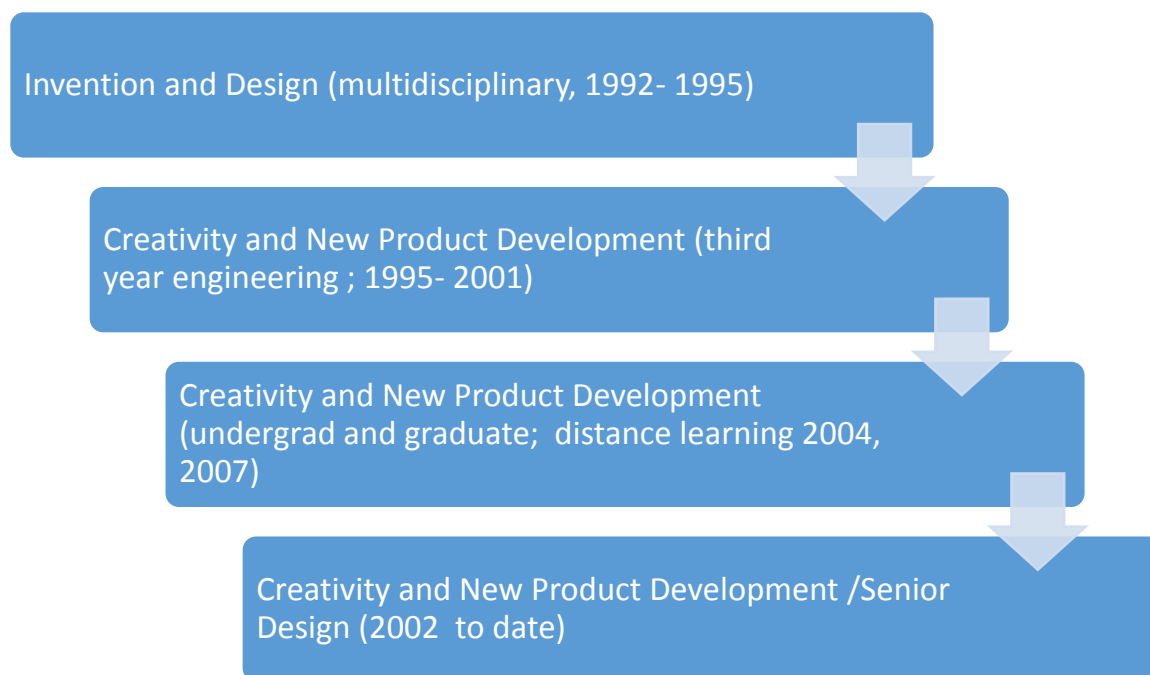 Invention and Design (multidisciplinary, 1992- 1995)
Creativity and New Product Development (third
year engineering ; 1995- 2001)
Creativity and New Product Development
(undergrad and graduate;  distance learning 2004,
2007)
Creativity and New Product Development /Senior
Design (2002  to date)